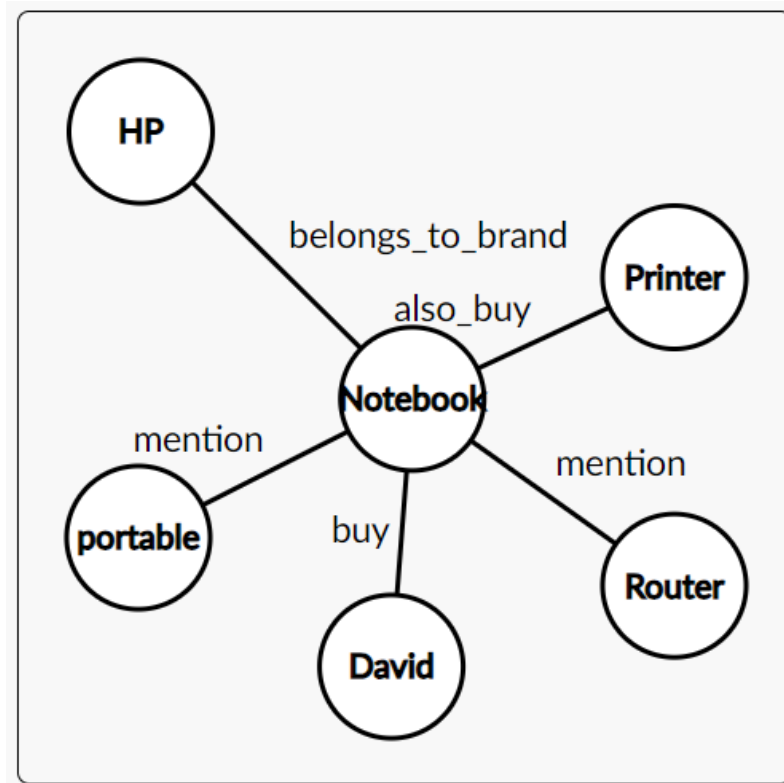 HP
belongs_to_brand
Printer
also_buy
Notebook
mention
mention
portable
buy
Router
David